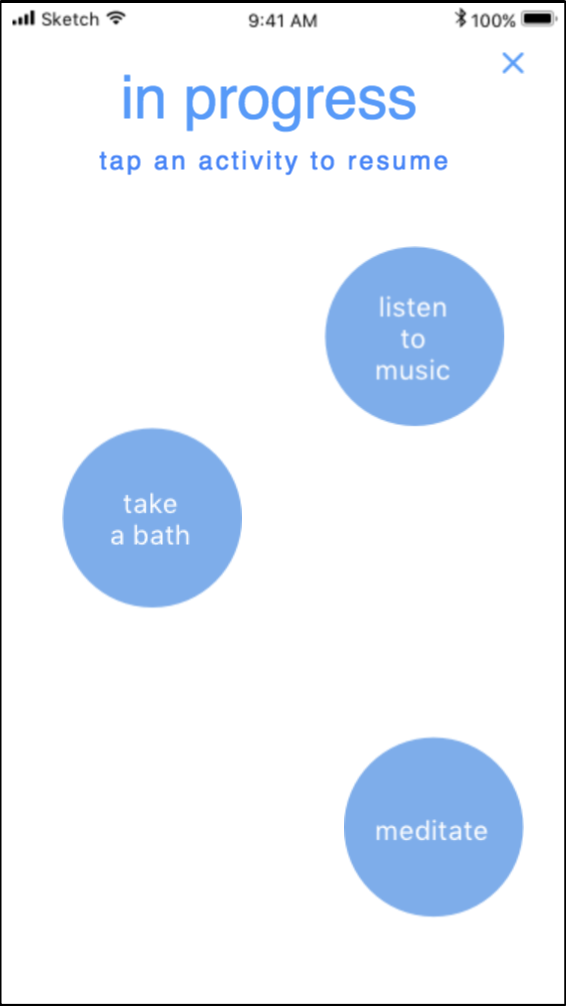 Sketch 9:41 AM 100%
in progress
tap an activity to resume
listen
to
music
take
a bath
meditate